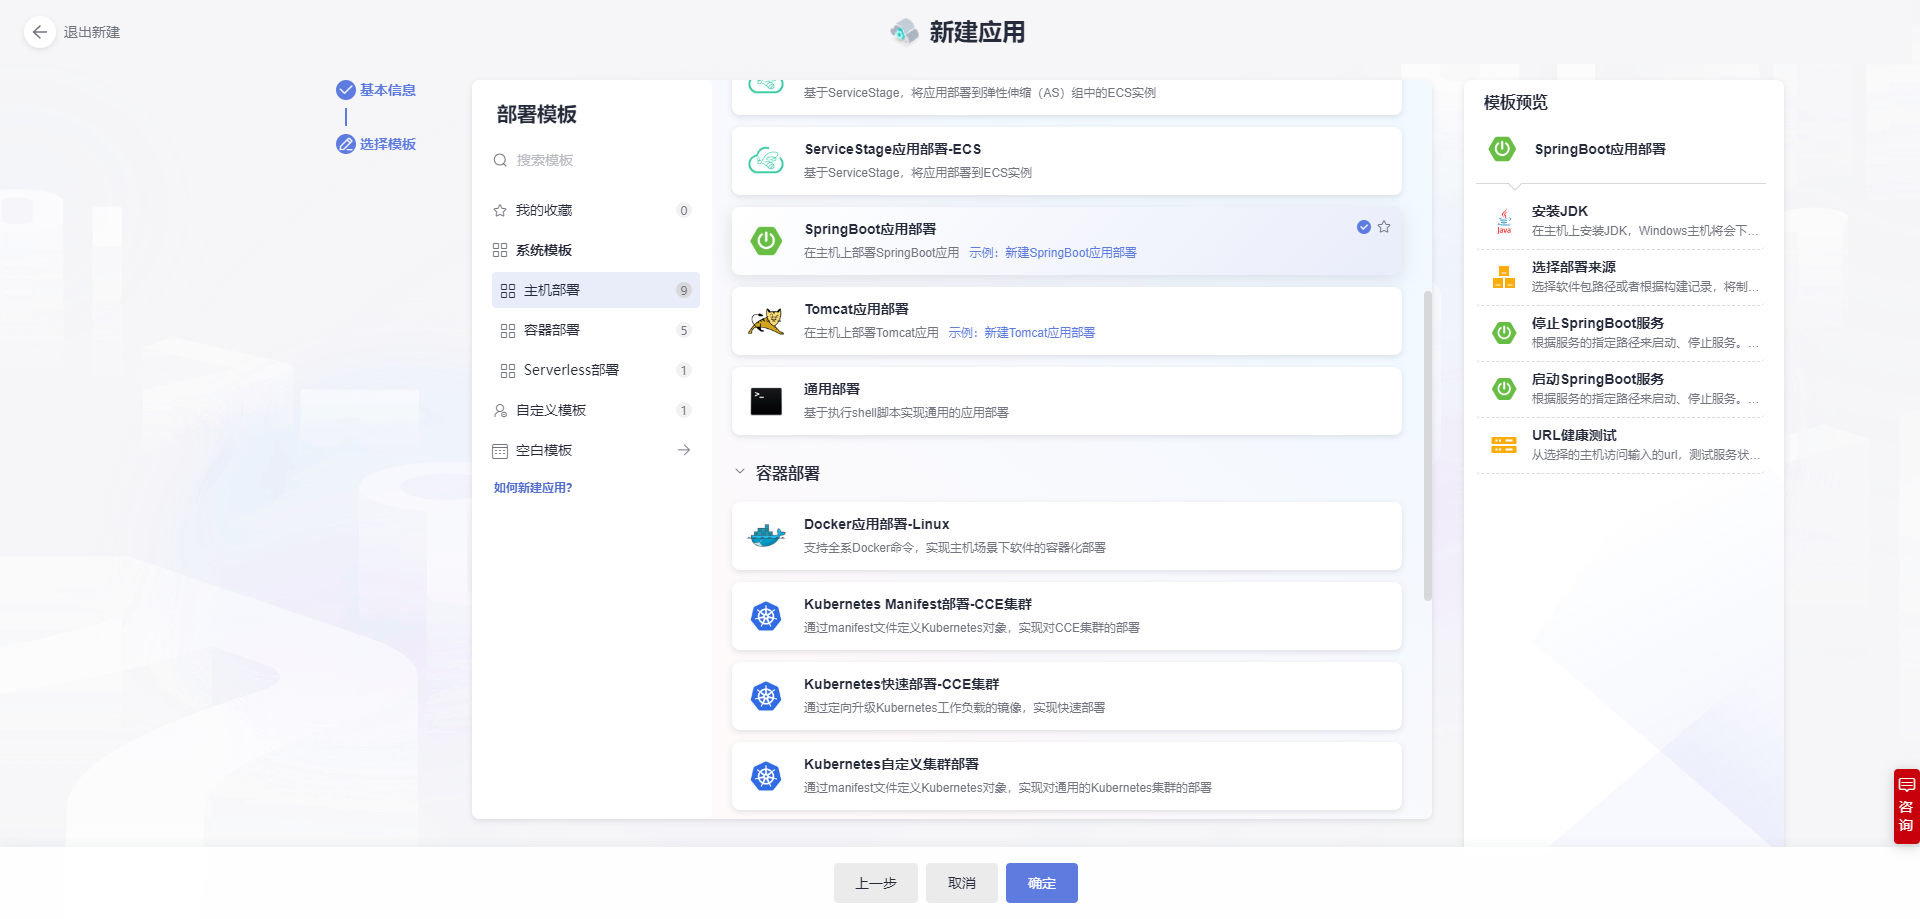 退出新建
新建应用
基本信息
选择模板
部署模板
搜索模板
我的收藏 0
系统模板
主机部署 9
容器部署 5
Serverless部署 1
自定义模板 1
空白模板
如何新建应用?
基于ServiceStage，将应用部署到弹性伸缩（AS）组中的ECS实例
ServiceStage应用部署-ECS
基于ServiceStage，将应用部署到ECS实例
SpringBoot应用部署
在主机上部署SpringBoot应用 示例：新建SpringBoot应用部署
Tomcat应用部署
在主机上部署Tomcat应用 示例：新建Tomcat应用部署
>_
通用部署
基于执行shell脚本实现通用的应用部署
容器部署
Docker应用部署-Linux
支持全系Docker命令，实现主机场景下软件的容器化部署
Kubernetes Manifest部署-CCE集群
通过manifest文件定义Kubernetes对象，实现对CCE集群的部署
Kubernetes快速部署-CCE集群
通过定向升级Kubernetes工作负载的镜像，实现快速部署
Kubernetes自定义集群部署
通过manifest文件定义Kubernetes对象，实现对通用的Kubernetes集群的部署
模板预览
SpringBoot应用部署
Java
安装JDK
在主机上安装JDK，Windows主机将会下...
选择部署来源
选择软件包路径或者根据构建记录，将制...
停止SpringBoot服务
根据服务的指定路径来启动、停止服务。...
启动SpringBoot服务
根据服务的指定路径来启动、停止服务。...
URL健康测试
从选择的主机访问输入的url，测试服务状...
咨询
上一步
取消
确定